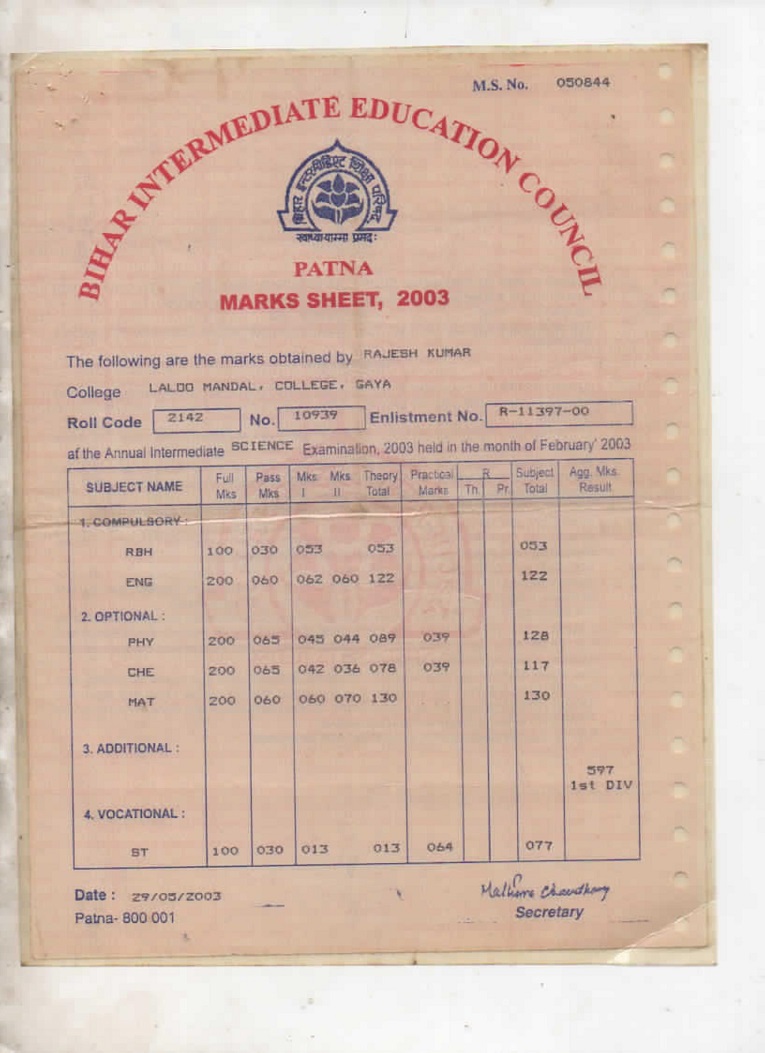 M.S. No. 050844
BIHAR INTERMEDIATE EDUCATION COUNCIL
बिहार इन्टरमीडिएट शिक्षा परिषद्
PATNA
MARKS SHEET, 2003
The following are the marks obtained by RAJESH KUMAR
College LALOO MANDAL. COLLEGE. GAYA
Roll Code 2142 No. 10939 Enlistment No. R-11397-00
at the Annual Intermediate SCIENCE Examination, 2003 held in the month of February' 2003
SUBJECT NAME Full Mks Pass Mks Mks I Mks II Theory Total Practical Marks R Th. Pr. Subject Total Agg. Mks. Result
1. COMPULSORY :
RBH 100 030 053 053 053
ENG 200 060 062 060 122 122
2. OPTIONAL :
PHY 200 065 045 044 089 039 128
CHE 200 065 042 036 078 039 117
MAT 200 060 060 070 130 130
3. ADDITIONAL :
597
1st DIV
4. VOCATIONAL :
ST 100 030 013 013 064 077
Date : 29/05/2003
Patna- 800 001
Secretary